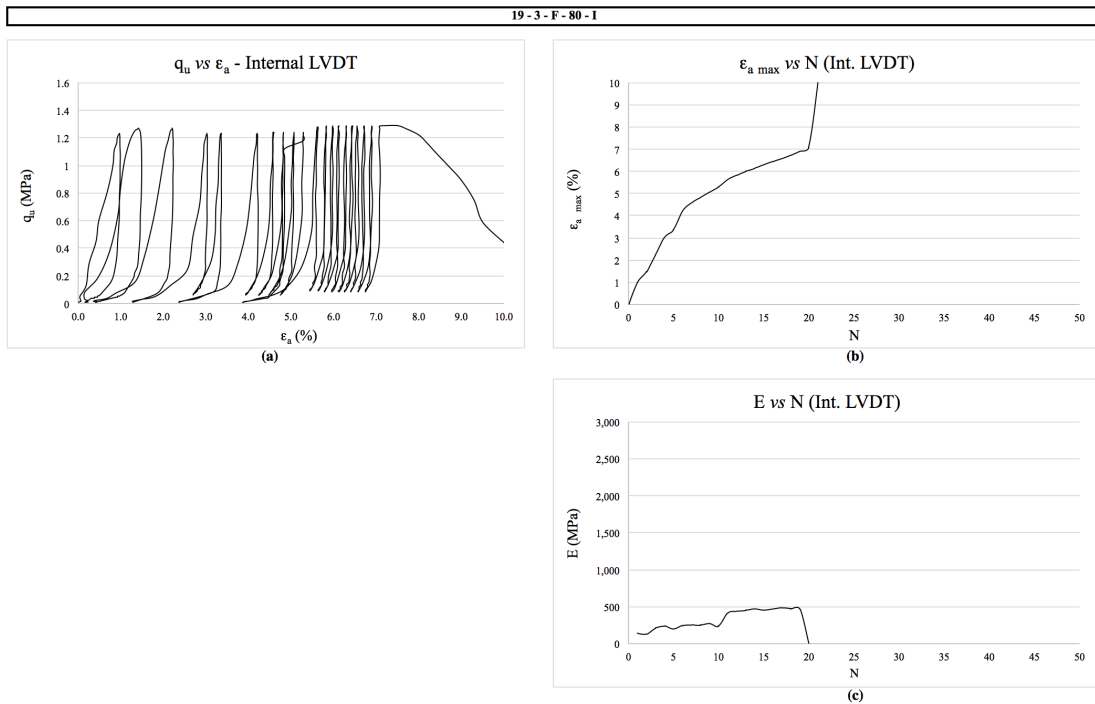 19 - 3 - F - 80 - I
qu vs εa - Internal LVDT
1.6
1.4
1.2
1
0.8
0.6
0.4
0.2
0
qu (MPa)
0.0 1.0 2.0 3.0 4.0 5.0 6.0 7.0 8.0 9.0 10.0
εa (%)
(a)
εa max vs N (Int. LVDT)
10
9
8
7
6
5
4
3
2
1
0
εa max (%)
0 5 10 15 20 25 30 35 40 45 50
N
(b)
E vs N (Int. LVDT)
3,000
2,500
2,000
1,500
1,000
500
0
E (MPa)
0 5 10 15 20 25 30 35 40 45 50
N
(c)